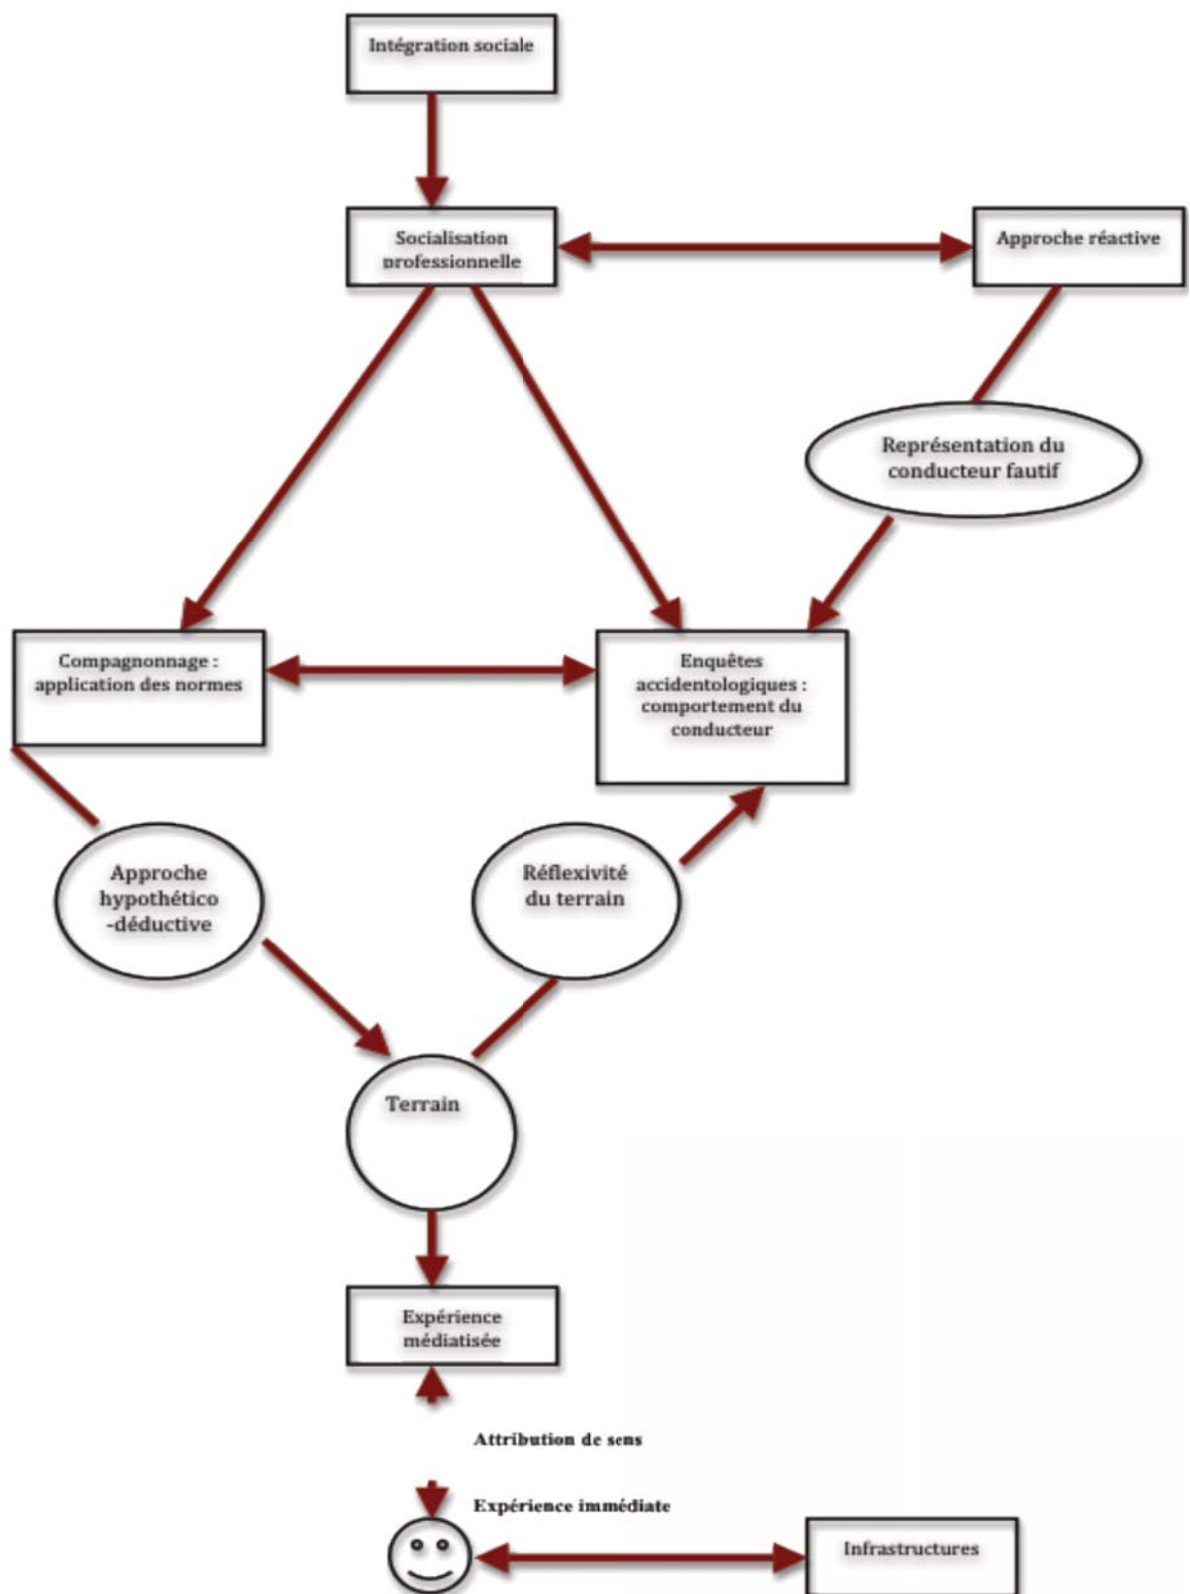 Intégration sociale
Socialisation
professionnelle
Approche réactive
Représentation du
conducteur fautif
Compagnonnage :
application des normes
Enquêtes
accidentologiques :
comportement du
conducteur
Approche
hypothético
-déductive
Réflexivité
du terrain
Terrain
Expérience
médiatisée
Attribution de sens
Expérience immédiate
Infrastructures